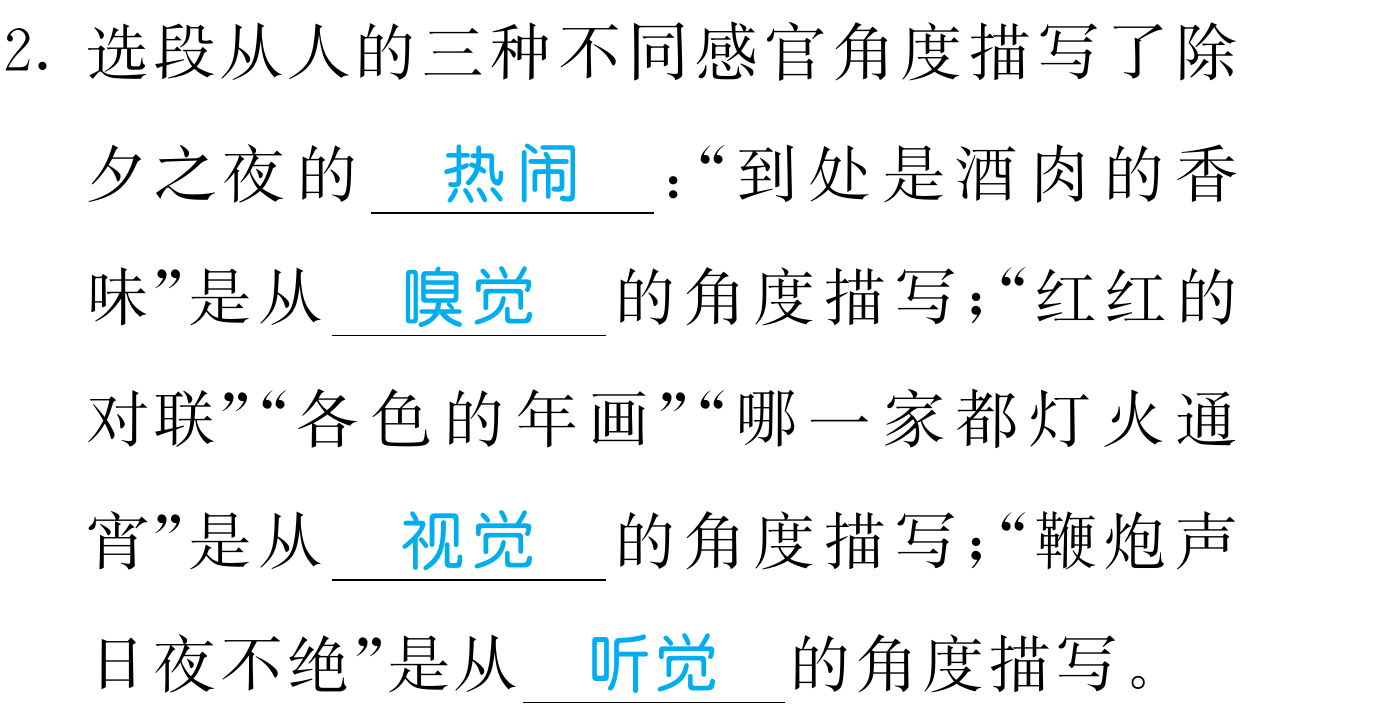 2. 选段从人的三种不同感官角度描写了除
夕之夜的 热闹 ：“到处是酒肉的香
味”是从 嗅觉 的角度描写；“红红的
对联”“各色的年画”“哪一家都灯火通
宵”是从 视觉 的角度描写；“鞭炮声
日夜不绝”是从 听觉 的角度描写。